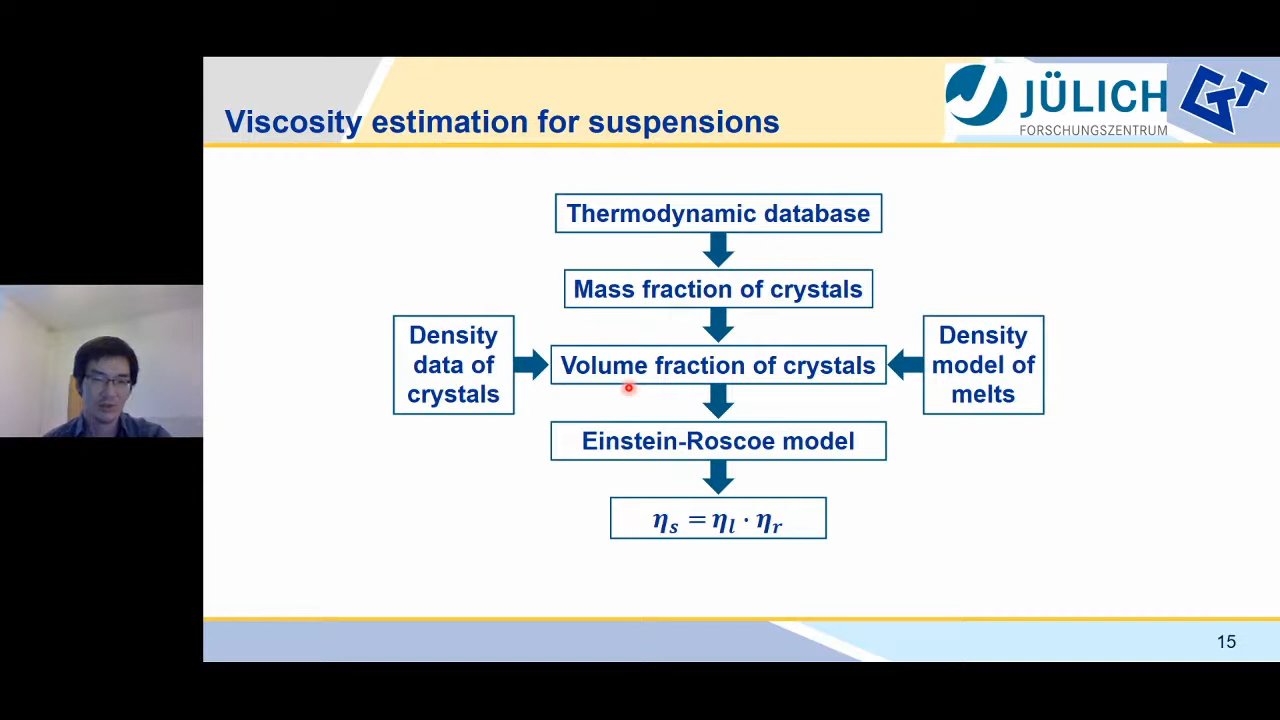 Viscosity estimation for suspensions
JÜLICH
FORSCHUNGSZENTRUM
GTT
Thermodynamic database
Mass fraction of crystals
Density
data of
crystals
Volume fraction of crystals
Density
model of
melts
Einstein-Roscoe model
ηₛ = ηₗ · ηᵣ
15